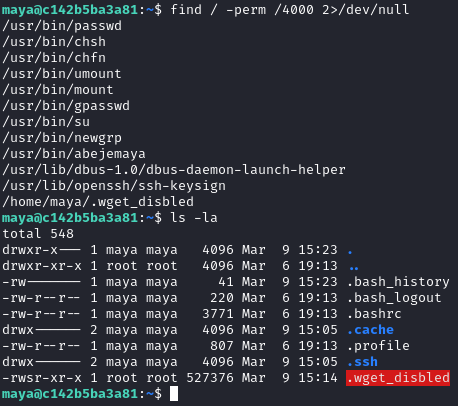 maya@c142b5ba3a81:~$ find / -perm /4000 2>/dev/null
/usr/bin/passwd
/usr/bin/chsh
/usr/bin/chfn
/usr/bin/umount
/usr/bin/mount
/usr/bin/gpasswd
/usr/bin/su
/usr/bin/newgrp
/usr/bin/abejemaya
/usr/lib/dbus-1.0/dbus-daemon-launch-helper
/usr/lib/openssh/ssh-keysign
/home/maya/.wget_disbled
maya@c142b5ba3a81:~$ ls -la
total 548
drwxr-x--- 1 maya maya   4096 Mar  9 15:23 .
drwxr-xr-x 1 root root   4096 Mar  6 19:13 ..
-rw------- 1 maya maya     41 Mar  9 15:23 .bash_history
-rw-r--r-- 1 maya maya    220 Mar  6 19:13 .bash_logout
-rw-r--r-- 1 maya maya   3771 Mar  6 19:13 .bashrc
drwx------ 2 maya maya   4096 Mar  9 15:05 .cache
-rw-r--r-- 1 maya maya    807 Mar  6 19:13 .profile
drwx------ 2 maya maya   4096 Mar  9 15:05 .ssh
-rwsr-xr-x 1 root root 527376 Mar  9 15:14 .wget_disbled
maya@c142b5ba3a81:~$